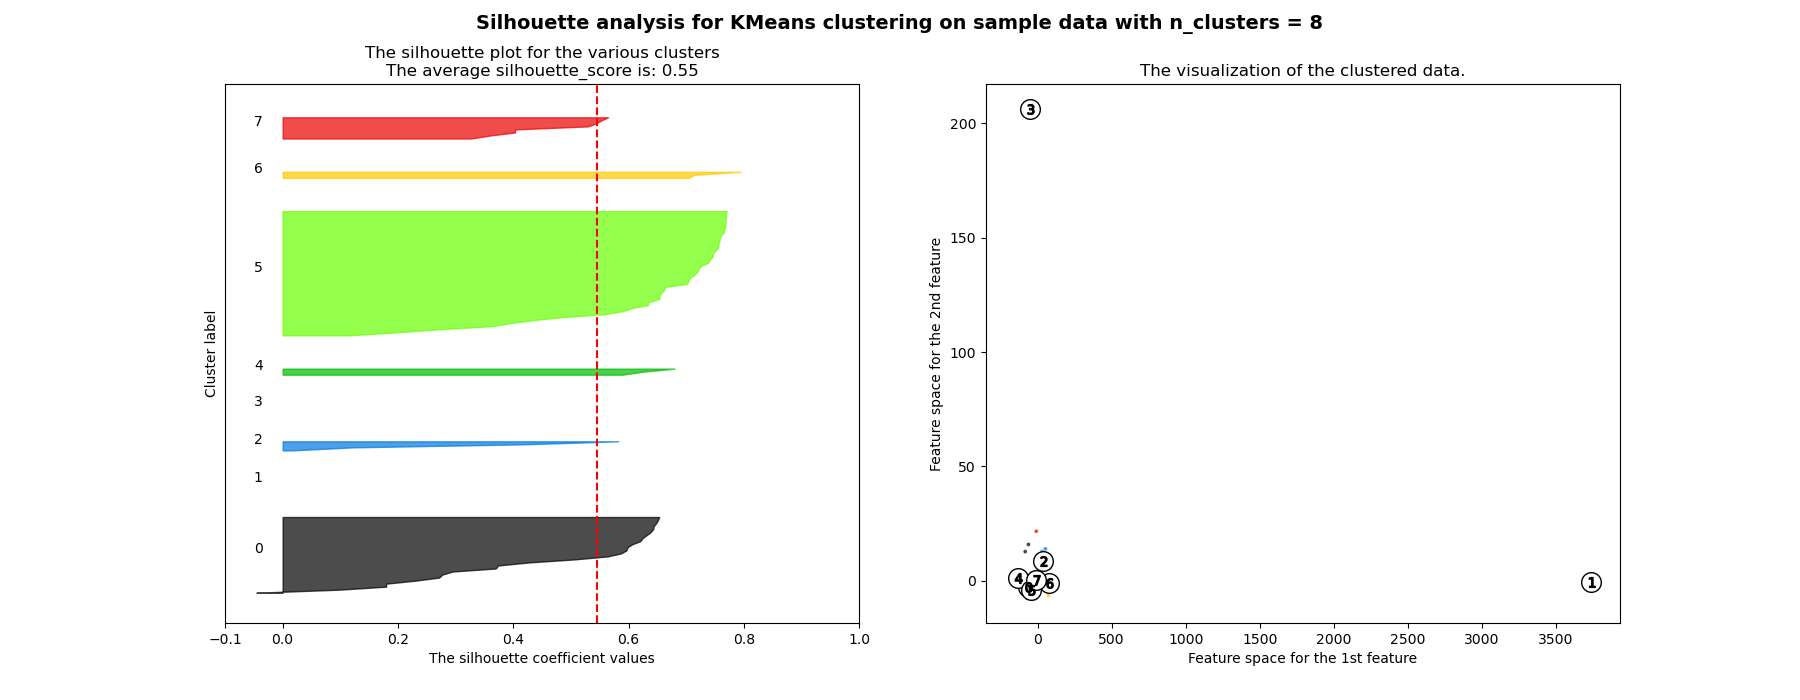 Silhouette analysis for KMeans clustering on sample data with n_clusters = 8
The silhouette plot for the various clusters
The average silhouette_score is: 0.55
7
6
5
4
3
2
1
0
Cluster label
−0.1 0.0 0.2 0.4 0.6 0.8 1.0
The silhouette coefficient values
The visualization of the clustered data.
200
150
100
50
0
Feature space for the 2nd feature
3
2
4
7
6
0
5
1
0 500 1000 1500 2000 2500 3000 3500
Feature space for the 1st feature